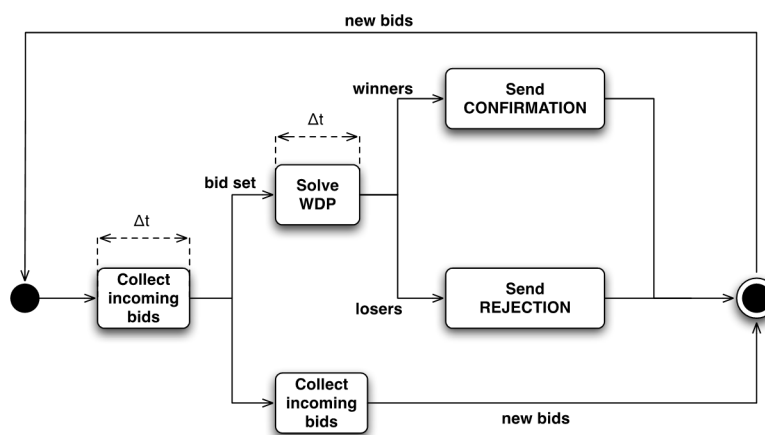 new bids
winners
Send
CONFIRMATION
Δt
bid set
Solve
WDP
Δt
Collect
incoming
bids
losers
Send
REJECTION
Collect
incoming
bids
new bids